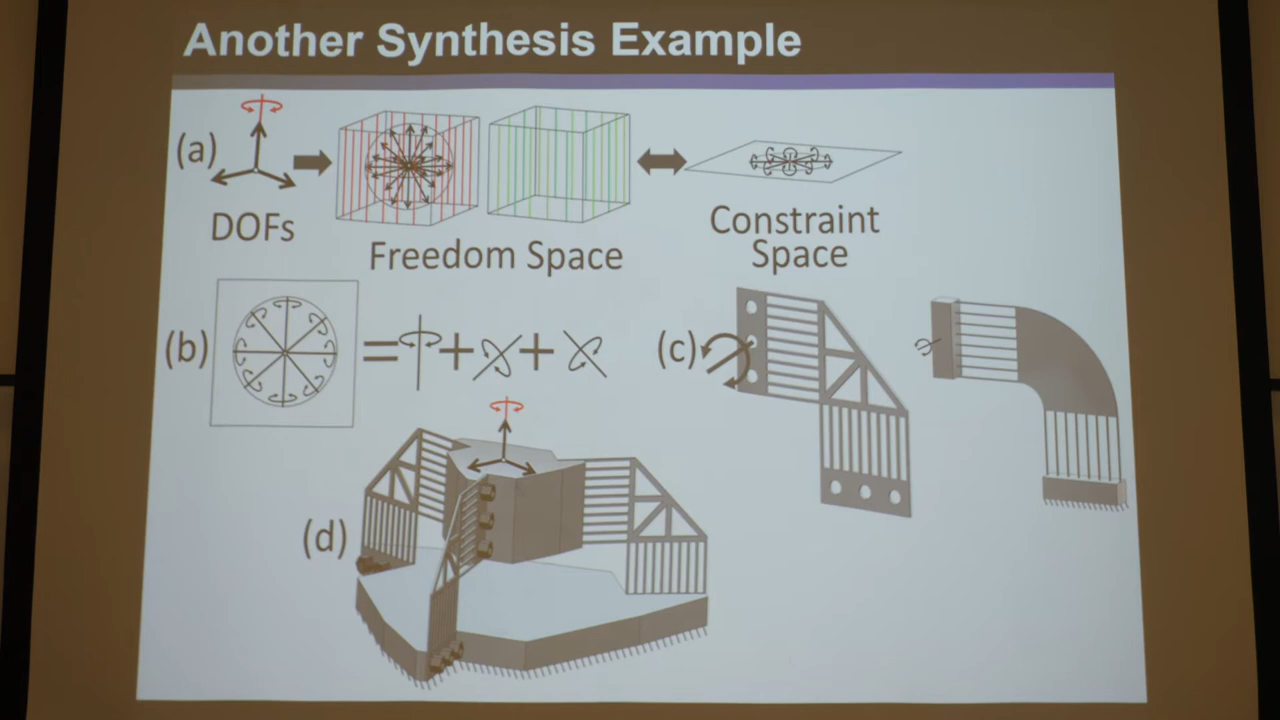 Another Synthesis Example
(a)
DOFs
Freedom Space
Constraint
Space
(b)
=
+
+
(c)
(d)